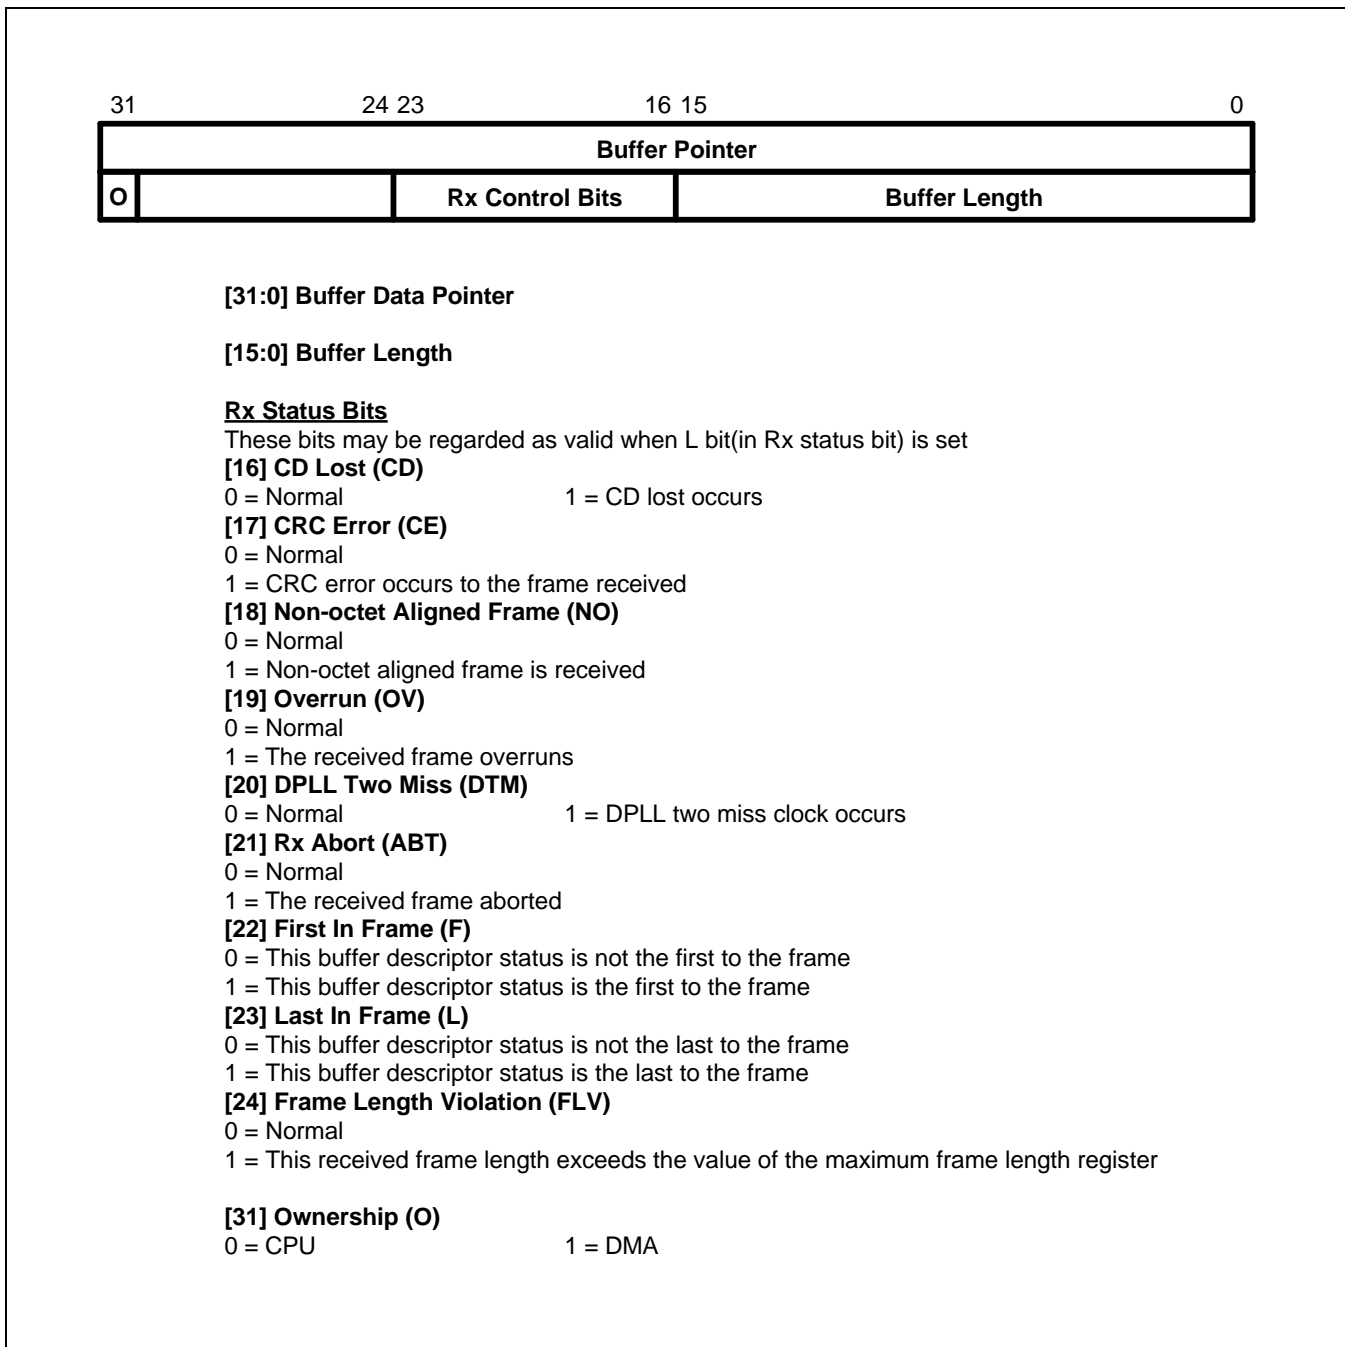 31 24 23 16 15 0
Buffer Pointer
O Rx Control Bits Buffer Length
[31:0] Buffer Data Pointer
[15:0] Buffer Length
Rx Status Bits
These bits may be regarded as valid when L bit(in Rx status bit) is set
[16] CD Lost (CD)
0 = Normal 1 = CD lost occurs
[17] CRC Error (CE)
0 = Normal
1 = CRC error occurs to the frame received
[18] Non-octet Aligned Frame (NO)
0 = Normal
1 = Non-octet aligned frame is received
[19] Overrun (OV)
0 = Normal
1 = The received frame overruns
[20] DPLL Two Miss (DTM)
0 = Normal 1 = DPLL two miss clock occurs
[21] Rx Abort (ABT)
0 = Normal
1 = The received frame aborted
[22] First In Frame (F)
0 = This buffer descriptor status is not the first to the frame
1 = This buffer descriptor status is the first to the frame
[23] Last In Frame (L)
0 = This buffer descriptor status is not the last to the frame
1 = This buffer descriptor status is the last to the frame
[24] Frame Length Violation (FLV)
0 = Normal
1 = This received frame length exceeds the value of the maximum frame length register
[31] Ownership (O)
0 = CPU 1 = DMA